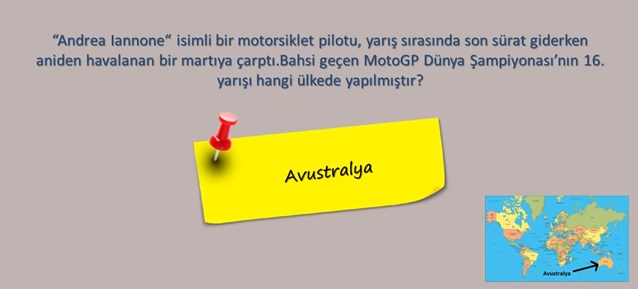 “Andrea Iannone“ isimli bir motorsiklet pilotu, yarış sırasında son sürat giderken
aniden havalanan bir martıya çarptı.Bahsi geçen MotoGP Dünya Şampiyonası’nın 16.
yarışı hangi ülkede yapılmıştır?
Avustralya
Avustralya